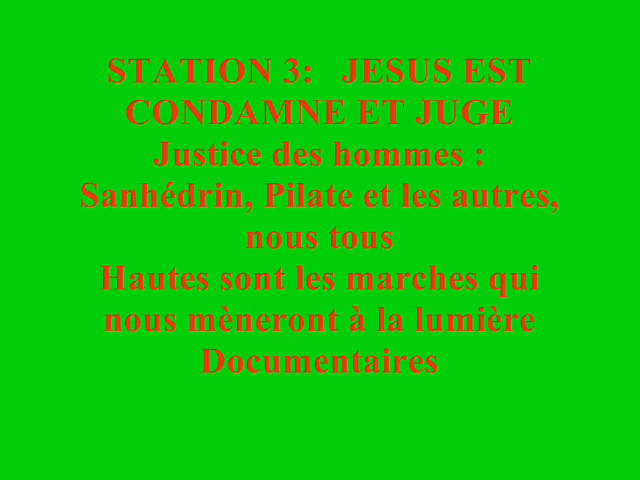 STATION 3:   JESUS EST
CONDAMNE ET JUGE
Justice des hommes :
Sanhédrin, Pilate et les autres,
nous tous
Hautes sont les marches qui
nous mèneront à la lumière
Documentaires